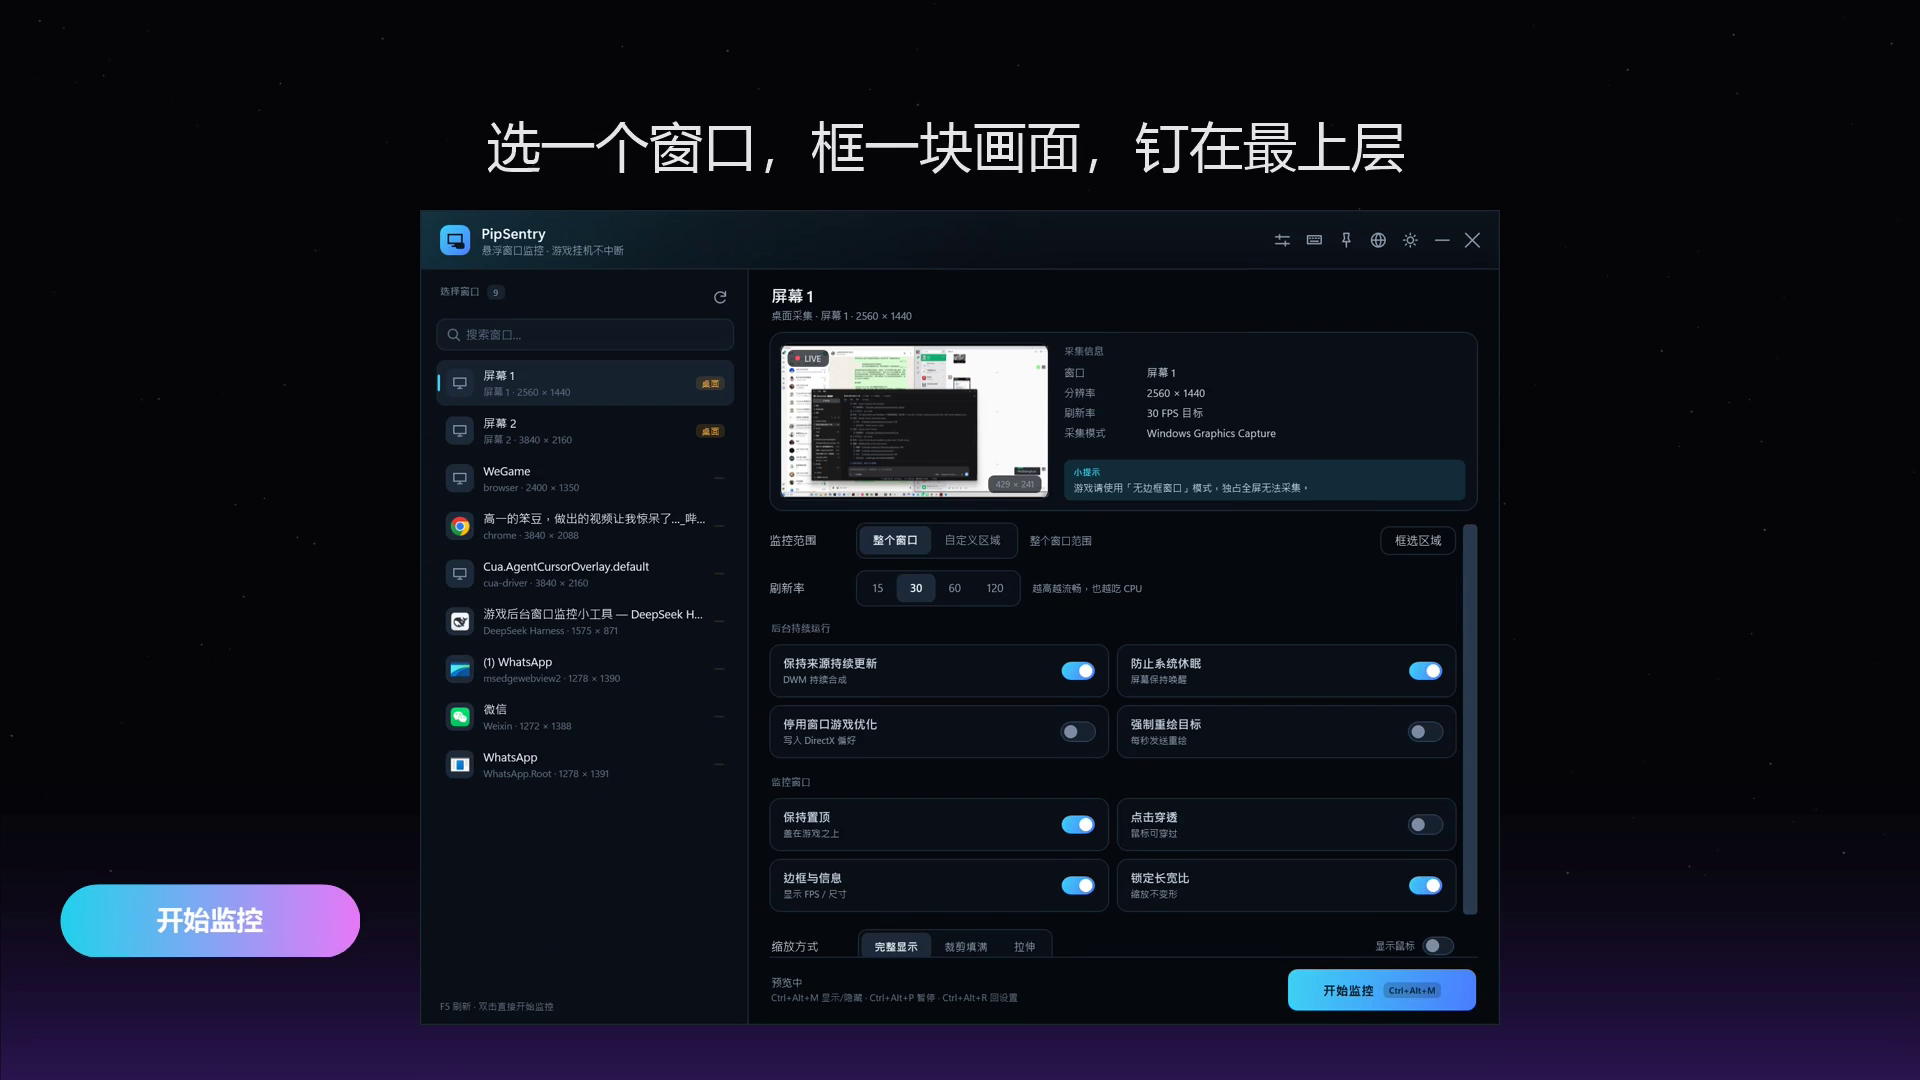 选一个窗口，框一块画面，钉在最上层
PipSentry
悬浮窗口监控 · 游戏挂机不中断
选择窗口 9
搜索窗口...
屏幕 1
屏幕 1 · 2560 × 1440
桌面
屏幕 2
屏幕 2 · 3840 × 2160
桌面
WeGame
browser · 2400 × 1350
高一的笨豆，做出的视频让我惊呆了..._哔...
chrome · 3840 × 2088
Cua.AgentCursorOverlay.default
cua-driver · 3840 × 2160
游戏后台窗口监控小工具 — DeepSeek H...
DeepSeek Harness · 1575 × 871
(1) WhatsApp
msedgewebview2 · 1278 × 1390
微信
Weixin · 1272 × 1388
WhatsApp
WhatsApp.Root · 1278 × 1391
F5 刷新 · 双击直接开始监控
屏幕 1
桌面采集 · 屏幕 1 · 2560 × 1440
LIVE
429 × 241
采集信息
窗口 屏幕 1
分辨率 2560 × 1440
刷新率 30 FPS 目标
采集模式 Windows Graphics Capture
小提示
游戏请使用「无边框窗口」模式，独占全屏无法采集。
监控范围 整个窗口 自定义区域 整个窗口范围 框选区域
刷新率 15 30 60 120 越高越流畅，也越吃 CPU
后台持续运行
保持来源持续更新
DWM 持续合成
防止系统休眠
屏幕保持唤醒
停用窗口游戏优化
写入 DirectX 偏好
强制重绘目标
每秒发送重绘
监控窗口
保持置顶
盖在游戏之上
点击穿透
鼠标可穿过
边框与信息
显示 FPS / 尺寸
锁定长宽比
缩放不变形
缩放方式 完整显示 裁剪填满 拉伸 显示鼠标
预览中
Ctrl+Alt+M 显示/隐藏 · Ctrl+Alt+P 暂停 · Ctrl+Alt+R 回设置
开始监控 Ctrl+Alt+M
开始监控